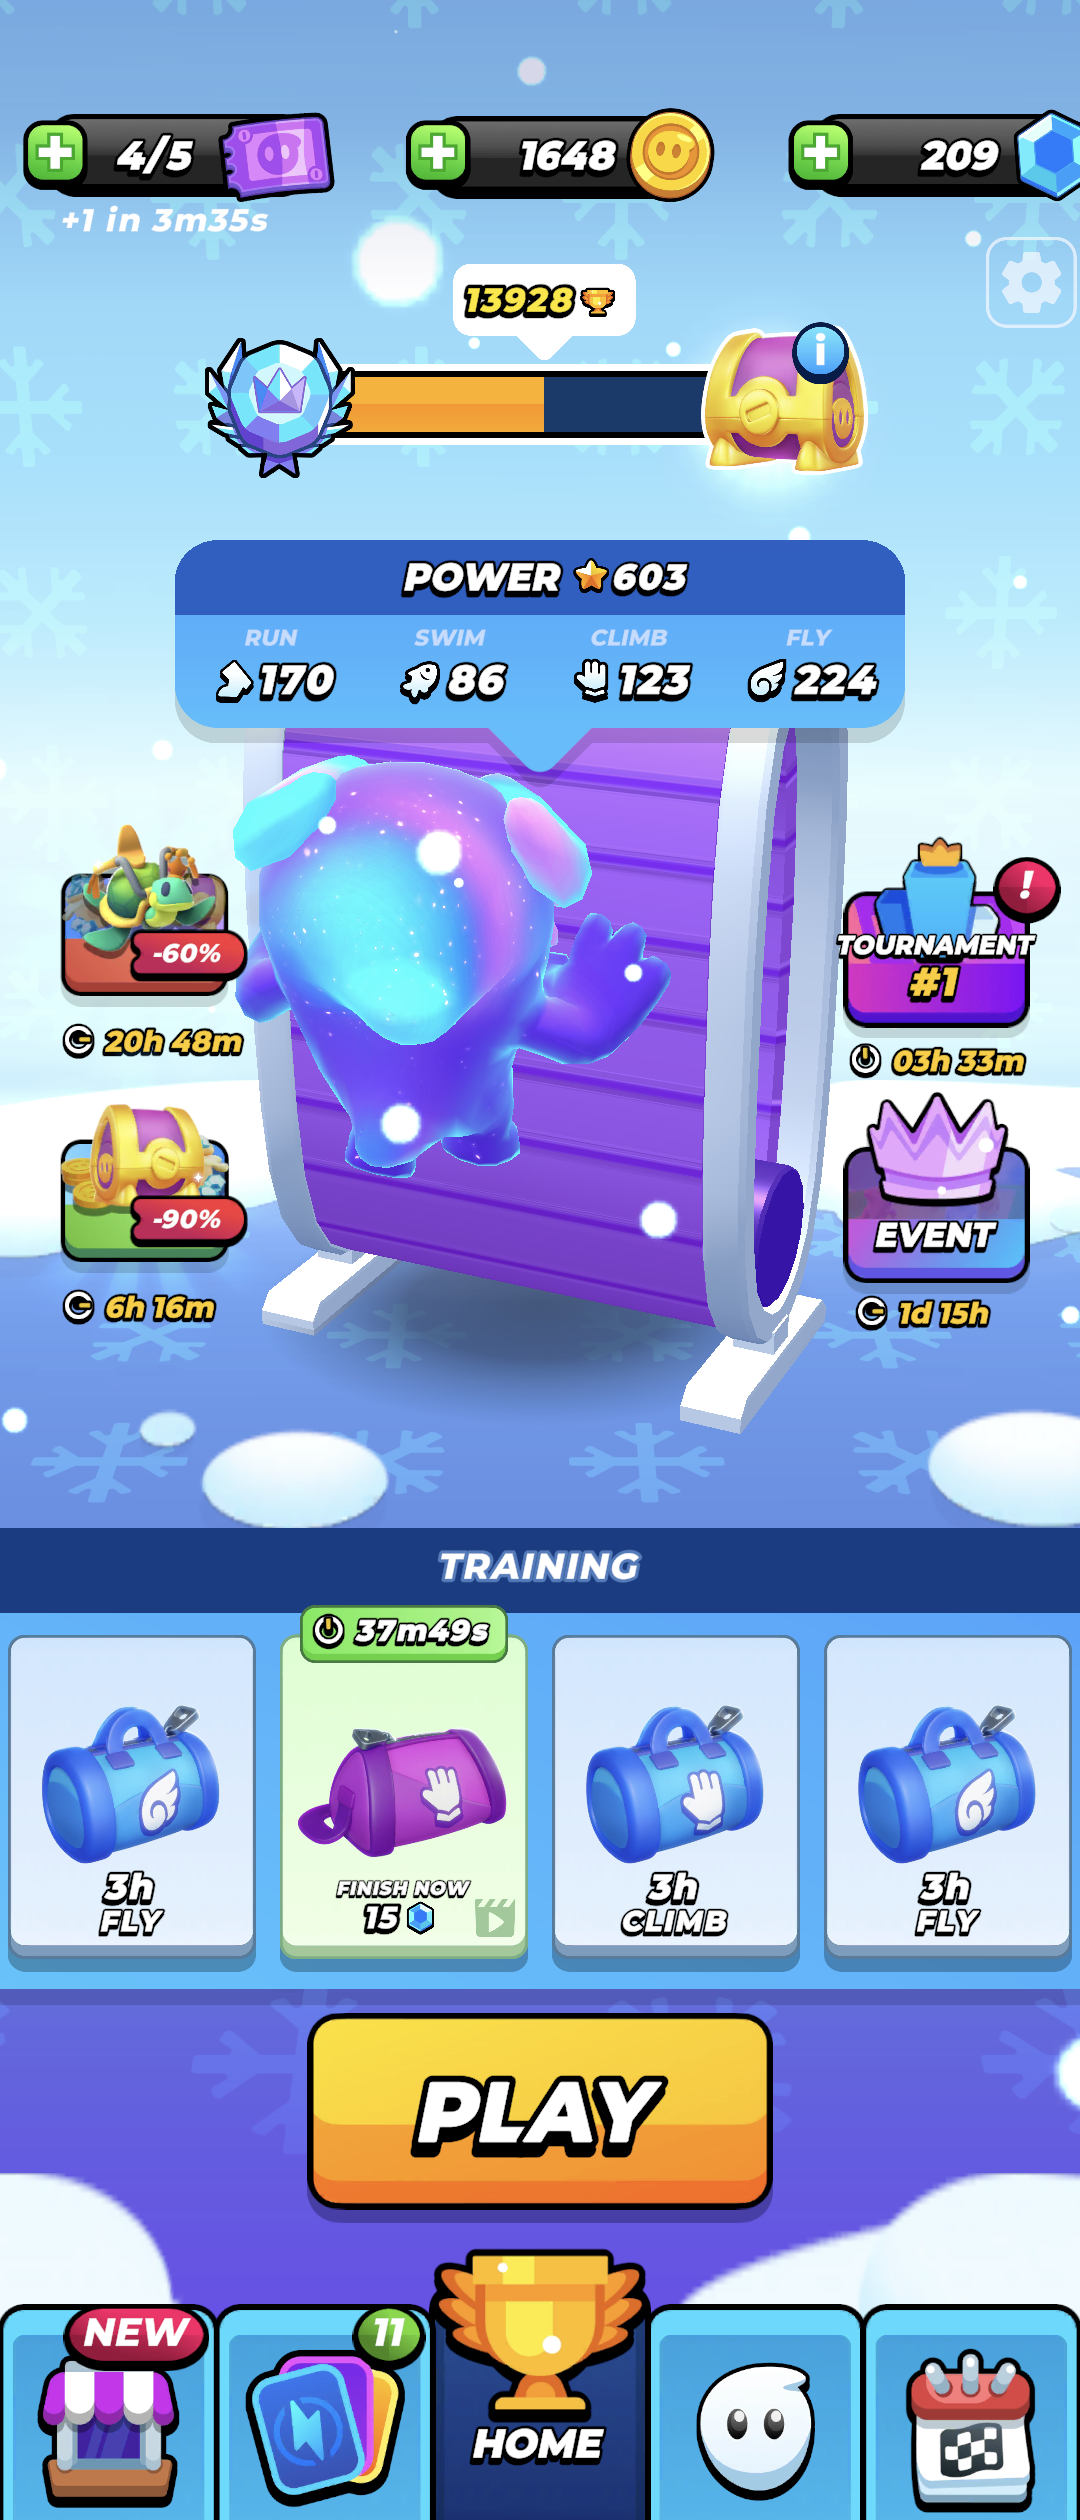 4/5
1648
209
+1 in 3m35s
13928
POWER 603
RUN SWIM CLIMB FLY
170 86 123 224
-60%
20h 48m
TOURNAMENT
#1
03h 33m
-90%
6h 16m
EVENT
1d 15h
TRAINING
37m49s
3h
FLY
FINISH NOW
15
3h
CLIMB
3h
FLY
PLAY
NEW
11
HOME